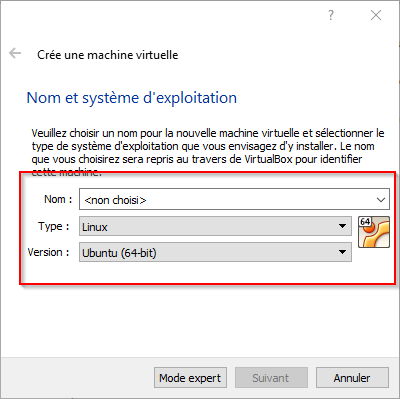 ?
Crée une machine virtuelle
Nom et système d'exploitation
Veuillez choisir un nom pour la nouvelle machine virtuelle et sélectionner le
type de système d'exploitation que vous envisagez d'y installer. Le nom
que vous choisirez sera repris au travers de VirtualBox pour identifier
cette machine.
Nom : <non choisi>
Type : Linux
64
Version : Ubuntu (64-bit)
Mode expert Suivant Annuler